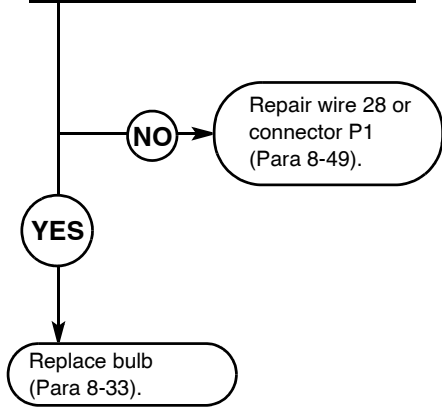 NO
Repair wire 28 or
connector P1
(Para 8-49).
YES
Replace bulb
(Para 8-33).